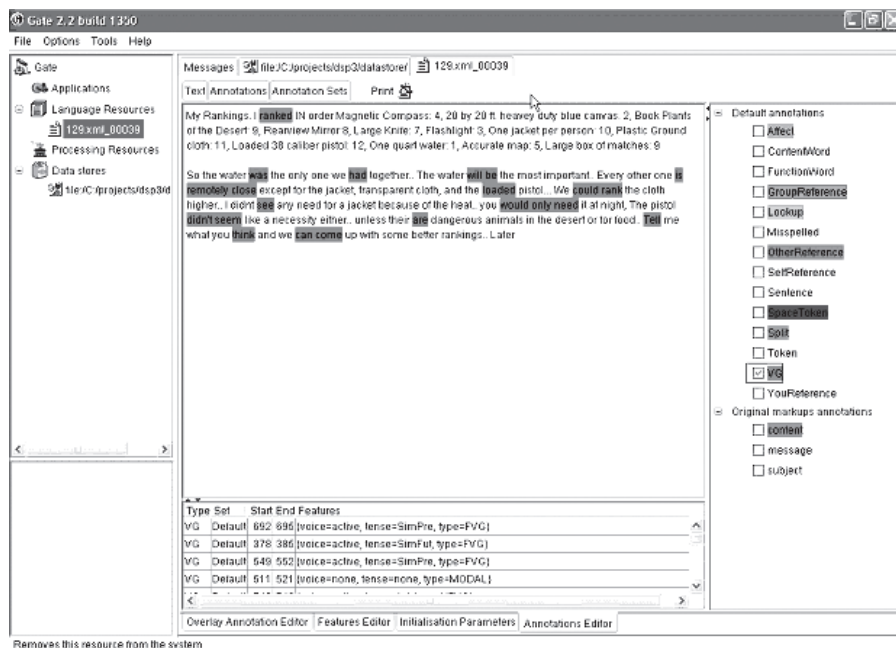 Gate 2.2 build 1350
File Options Tools Help
Gate
Applications
Language Resources
129.xml_00039
Processing Resources
Data stores
file:/C:/projects/dsp3/d
Messages file:/C:/projects/dsp3/datastore/ 129.xml_00039
Text Annotations Annotation Sets Print
My Rankings. I ranked IN order Magnetic Compass: 4, 20 by 20 ft. heavey duty blue canvas: 2, Book Plants
of the Desert: 9, Rearview Mirror 8, Large Knife: 7, Flashlight: 3, One jacket per person: 10, Plastic Ground
cloth: 11, Loaded 38 caliber pistol: 12, One quart water: 1, Accurate map: 5, Large box of matches: 9
So the water was the only one we had together.. The water will be the most important.. Every other one is
remotely close except for the jacket, transparent cloth, and the loaded pistol... We could rank the cloth
higher.. I didnt see any need for a jacket because of the heat.. you would only need it at night, The pistol
didn't seem like a necessity either.. unless their are dangerous animals in the desert or for food.. Tell me
what you think and we can come up with some better rankings.. Later
Default annotations
Affect
ContentWord
FunctionWord
GroupReference
Lookup
Misspelled
OtherReference
SelfReference
Sentence
SpaceToken
Split
Token
VG
YouReference
Original markups annotations
content
message
subject
Type Set Start End Features
VG Default 692 696 {voice=active, tense=SimPre, type=FVG}
VG Default 378 385 {voice=active, tense=SimFut, type=FVG}
VG Default 549 552 {voice=active, tense=SimPre, type=FVG}
VG Default 511 521 {voice=none, tense=none, type=MODAL}
Overlay Annotation Editor Features Editor Initialisation Parameters Annotations Editor
Removes this resource from the system